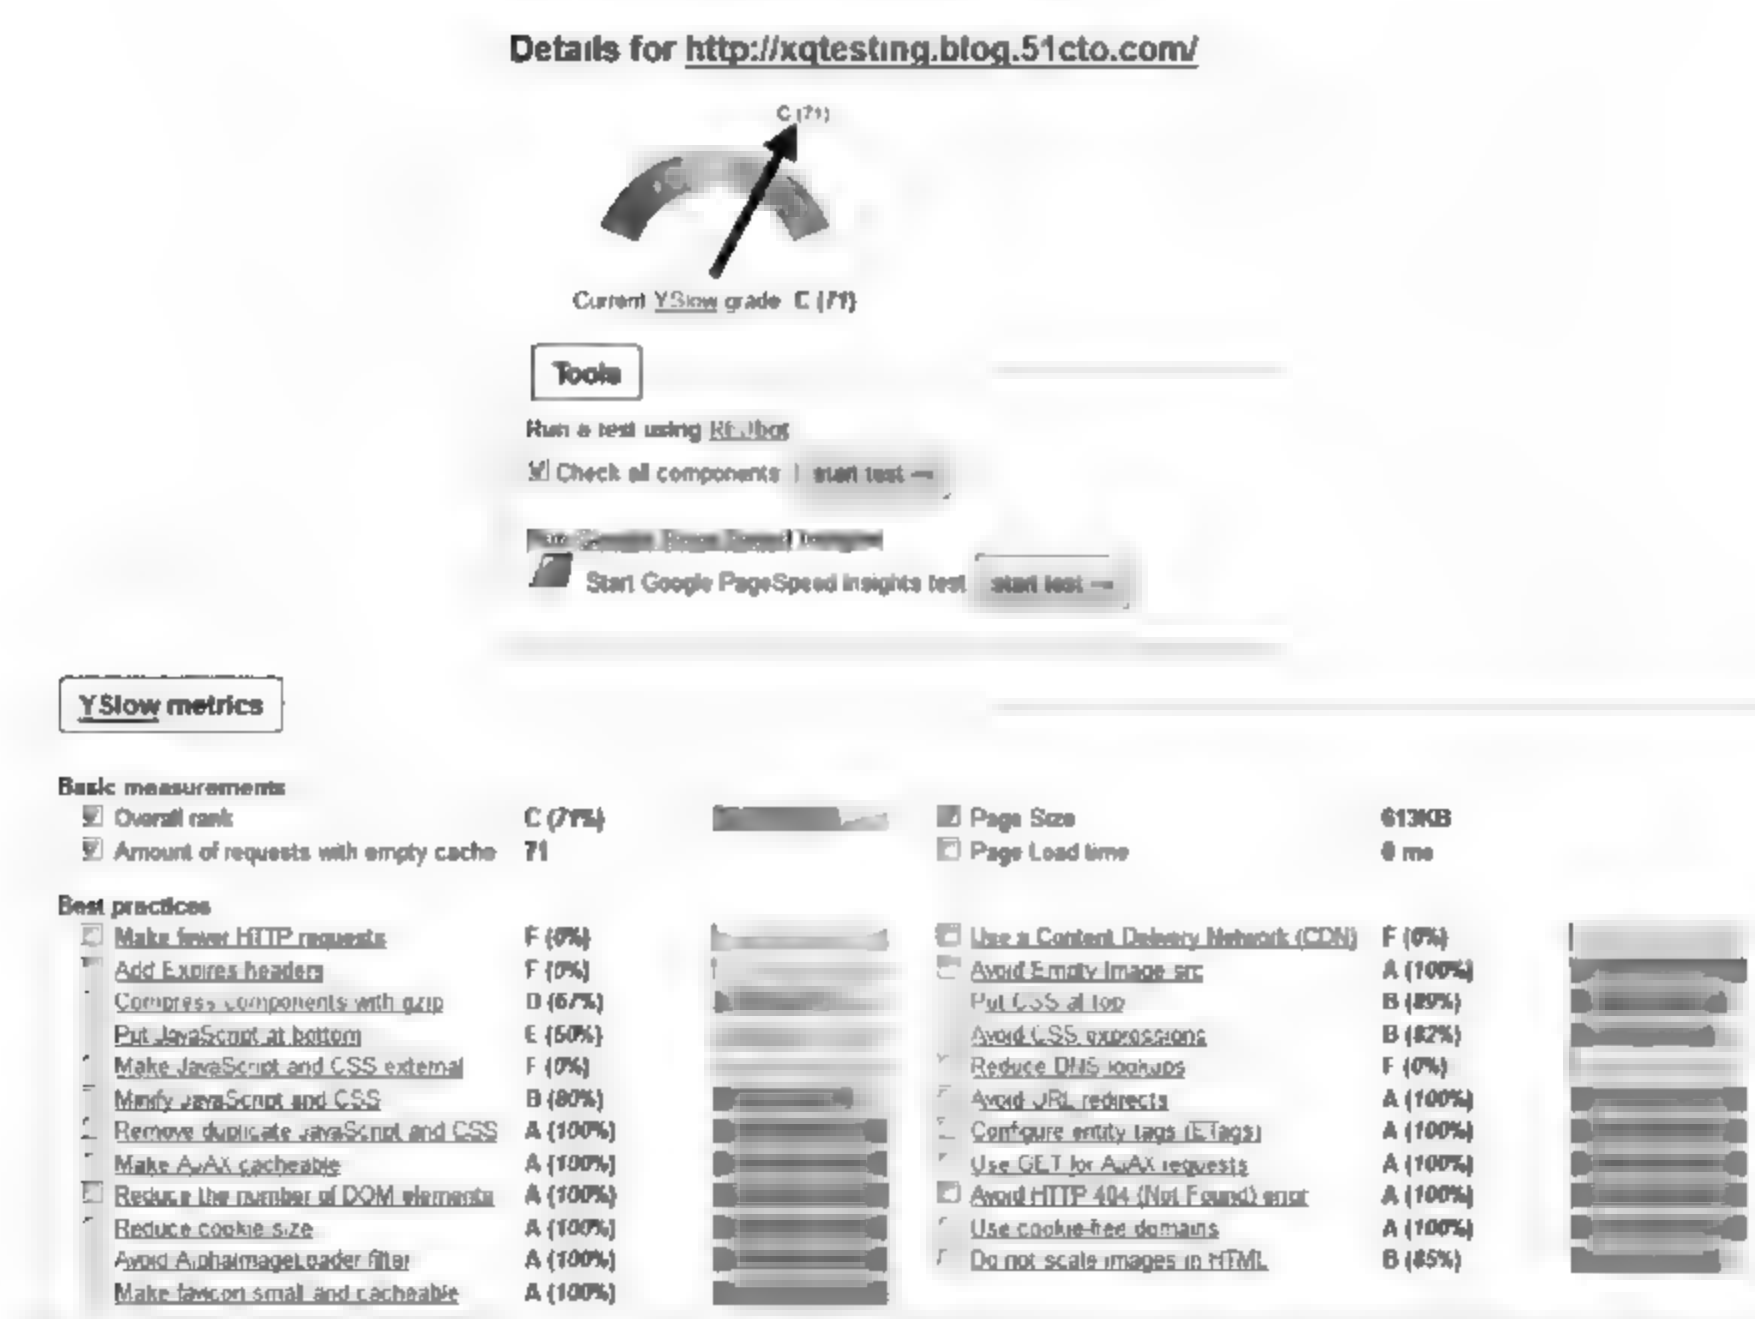 Details for http://xqtesting.blog.51cto.com/
C (71)
Current YSlow grade C (71)
Tools
Run a test using REDbot
Check all components start test
Start Google PageSpeed Insights test start test
YSlow metrics
Basic measurements
Overall rank C (71%) Page Size 613KB
Amount of requests with empty cache 71 Page Load time 0 ms
Best practices
Make fewer HTTP requests F (0%) Use a Content Delivery Network (CDN) F (0%)
Add Expires headers F (0%) Avoid Empty Image src A (100%)
Compress components with gzip D (67%) Put CSS at top B (89%)
Put JavaScript at bottom E (50%) Avoid CSS expressions B (82%)
Make JavaScript and CSS external F (0%) Reduce DNS lookups F (0%)
Minify JavaScript and CSS B (80%) Avoid URL redirects A (100%)
Remove duplicate JavaScript and CSS A (100%) Configure entity tags (ETags) A (100%)
Make AJAX cacheable A (100%) Use GET for AJAX requests A (100%)
Reduce the number of DOM elements A (100%) Avoid HTTP 404 (Not Found) error A (100%)
Reduce cookie size A (100%) Use cookie-free domains A (100%)
Avoid AlphaImageLoader filter A (100%) Do not scale images in HTML B (85%)
Make favicon small and cacheable A (100%)